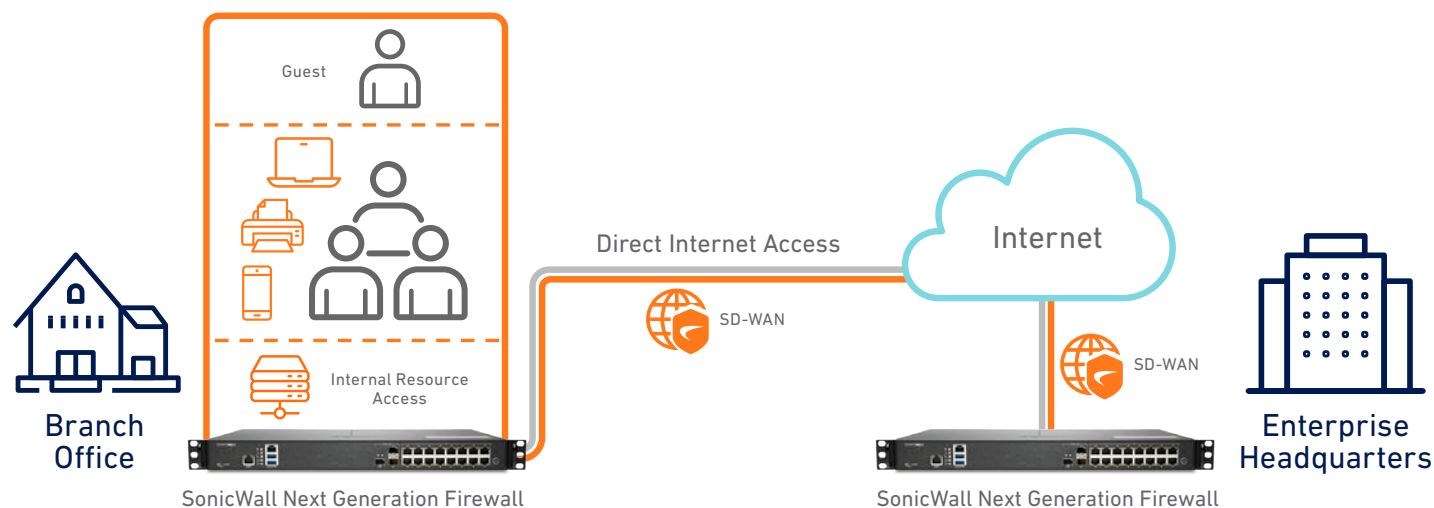 Guest
Direct Internet Access
Internet
SD-WAN
SD-WAN
Internal Resource
Access
Branch
Office
Enterprise
Headquarters
SonicWall Next Generation Firewall
SonicWall Next Generation Firewall